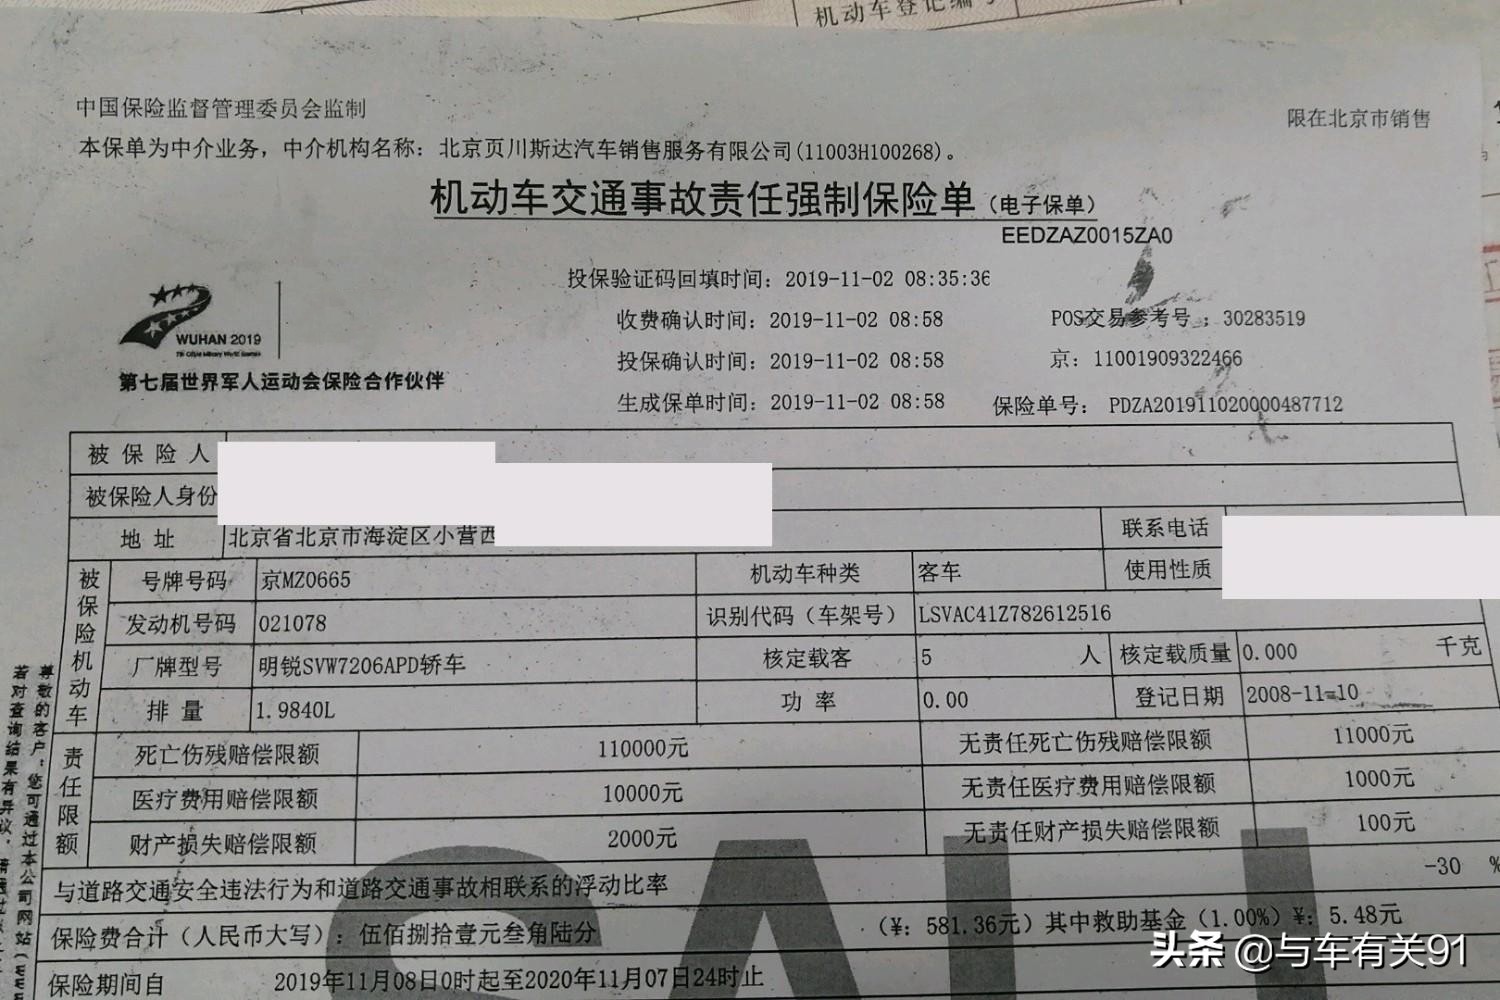 机动车登记编号
中国保险监督管理委员会监制
限在北京市销售
本保单为中介业务，中介机构名称：北京页川斯达汽车销售服务有限公司(11003H100268)。
机动车交通事故责任强制保险单（电子保单）
EEDZAZ0015ZA0
投保验证码回填时间：2019-11-02 08:35:36
收费确认时间：2019-11-02 08:58 POS交易参考号：30283519
投保确认时间：2019-11-02 08:58 京：11001909322466
生成保单时间：2019-11-02 08:58 保险单号：PDZA201911020000487712
WUHAN 2019
7th CISM Military World Games
第七届世界军人运动会保险合作伙伴
被保险人
被保险人身份
地址 北京省北京市海淀区小营西 联系电话
被保险机动车
号牌号码 京MZ0665 机动车种类 客车 使用性质
发动机号码 021078 识别代码（车架号） LSVAC41Z782612516
厂牌型号 明锐SVW7206APD轿车 核定载客 5 人 核定载质量 0.000 千克
排量 1.9840L 功率 0.00 登记日期 2008-11-10
责任限额
死亡伤残赔偿限额 110000元 无责任死亡伤残赔偿限额 11000元
医疗费用赔偿限额 10000元 无责任医疗费用赔偿限额 1000元
财产损失赔偿限额 2000元 无责任财产损失赔偿限额 100元
与道路交通安全违法行为和道路交通事故相联系的浮动比率 -30 %
保险费合计（人民币大写）：伍佰捌拾壹元叁角陆分 （¥：581.36元）其中救助基金（1.00%）¥：5.48元
保险期间自 2019年11月08日0时起至2020年11月07日24时止
尊敬的客户：您可通过本公司网站(
若对查询结果有异议，请
SALI
头条 @与车有关91